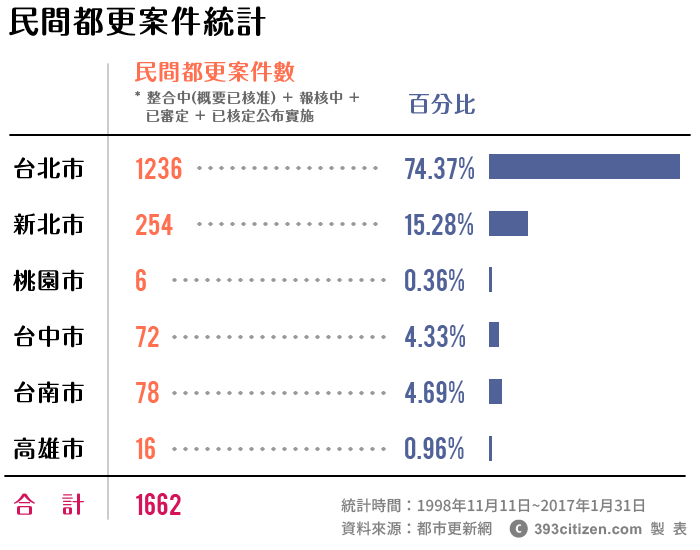 民間都更案件統計
民間都更案件數
* 整合中(概要已核准) + 報核中 +
已審定 + 已核定公布實施
百分比
台北市 1236 74.37%
新北市 254 15.28%
桃園市 6 0.36%
台中市 72 4.33%
台南市 78 4.69%
高雄市 16 0.96%
合 計 1662
統計時間：1998年11月11日~2017年1月31日
資料來源：都市更新網 C 393citizen.com 製 表